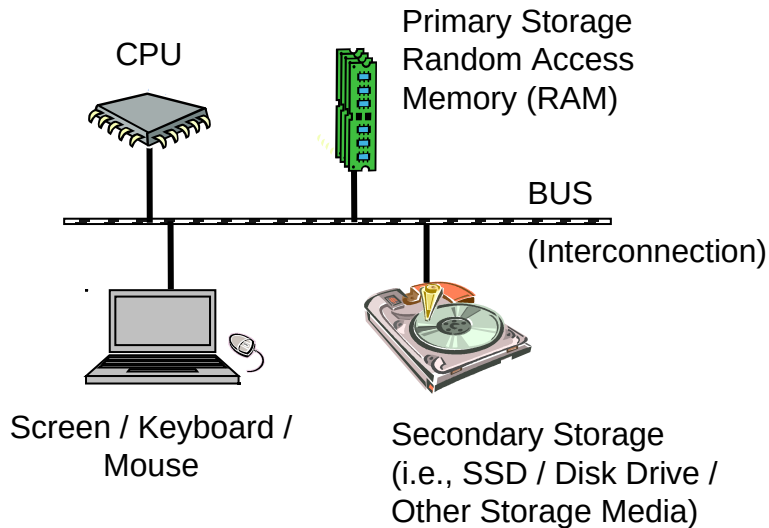 CPU
Primary Storage
Random Access
Memory (RAM)
BUS
(Interconnection)
Screen / Keyboard /
Mouse
Secondary Storage
(i.e., SSD / Disk Drive /
Other Storage Media)